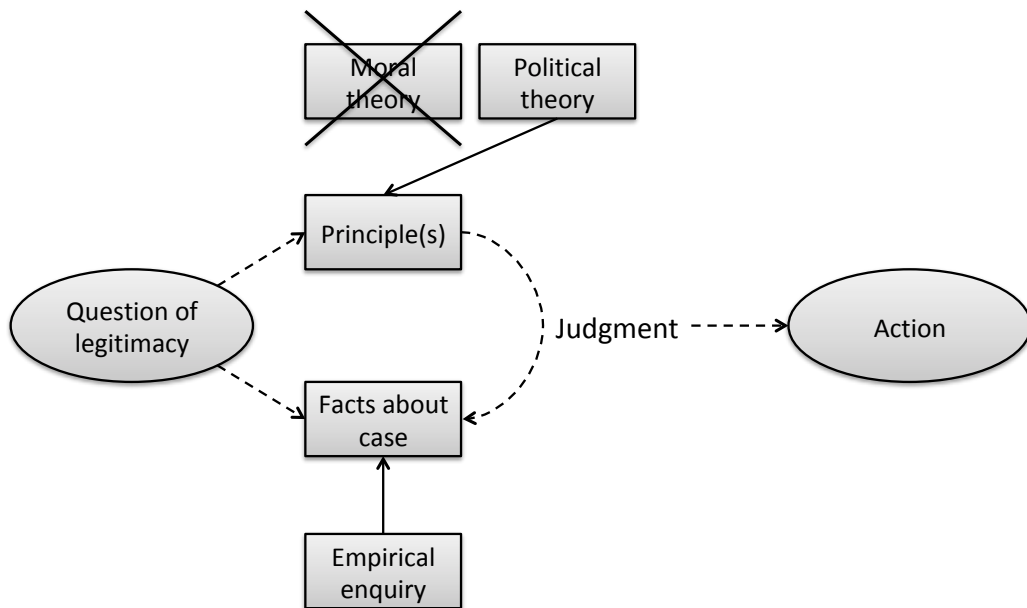 Moral
theory
Political
theory
Principle(s)
Question of
legitimacy
Judgment
Action
Facts about
case
Empirical
enquiry